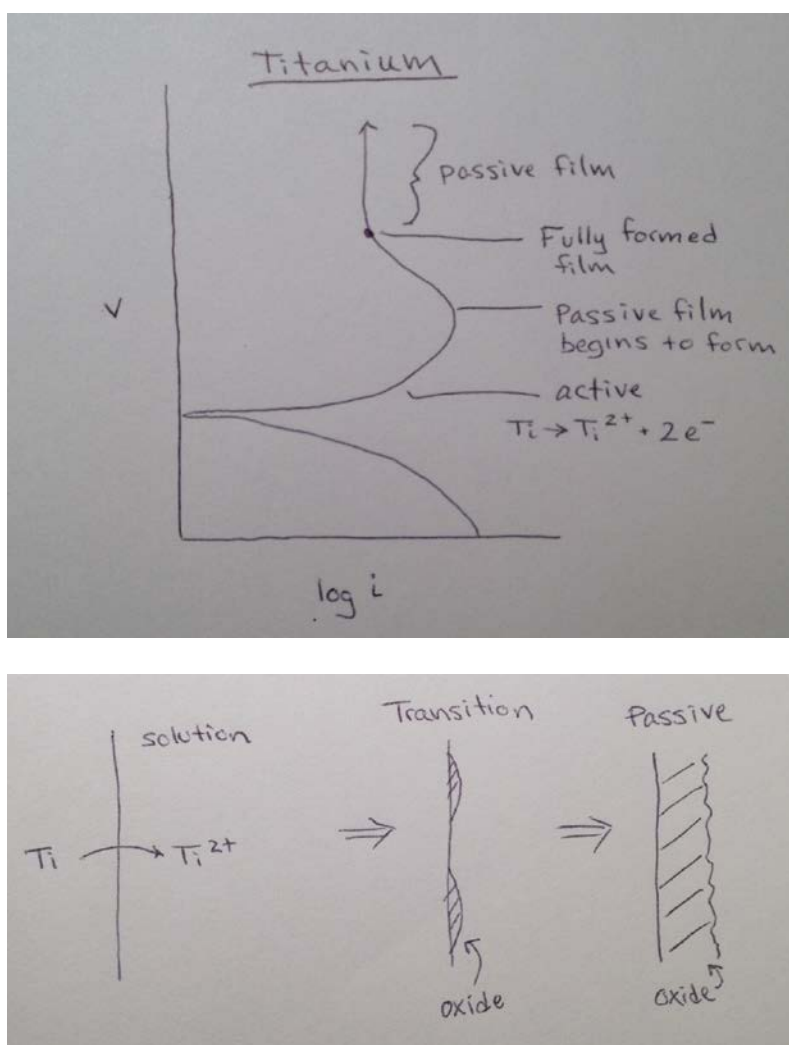 Titanium
passive film
Fully formed
film
V
Passive film
begins to form
active
Ti → Ti²⁺ + 2e⁻
log i
solution
Transition
Passive
Ti → Ti²⁺
⇒
⇒
oxide
oxide